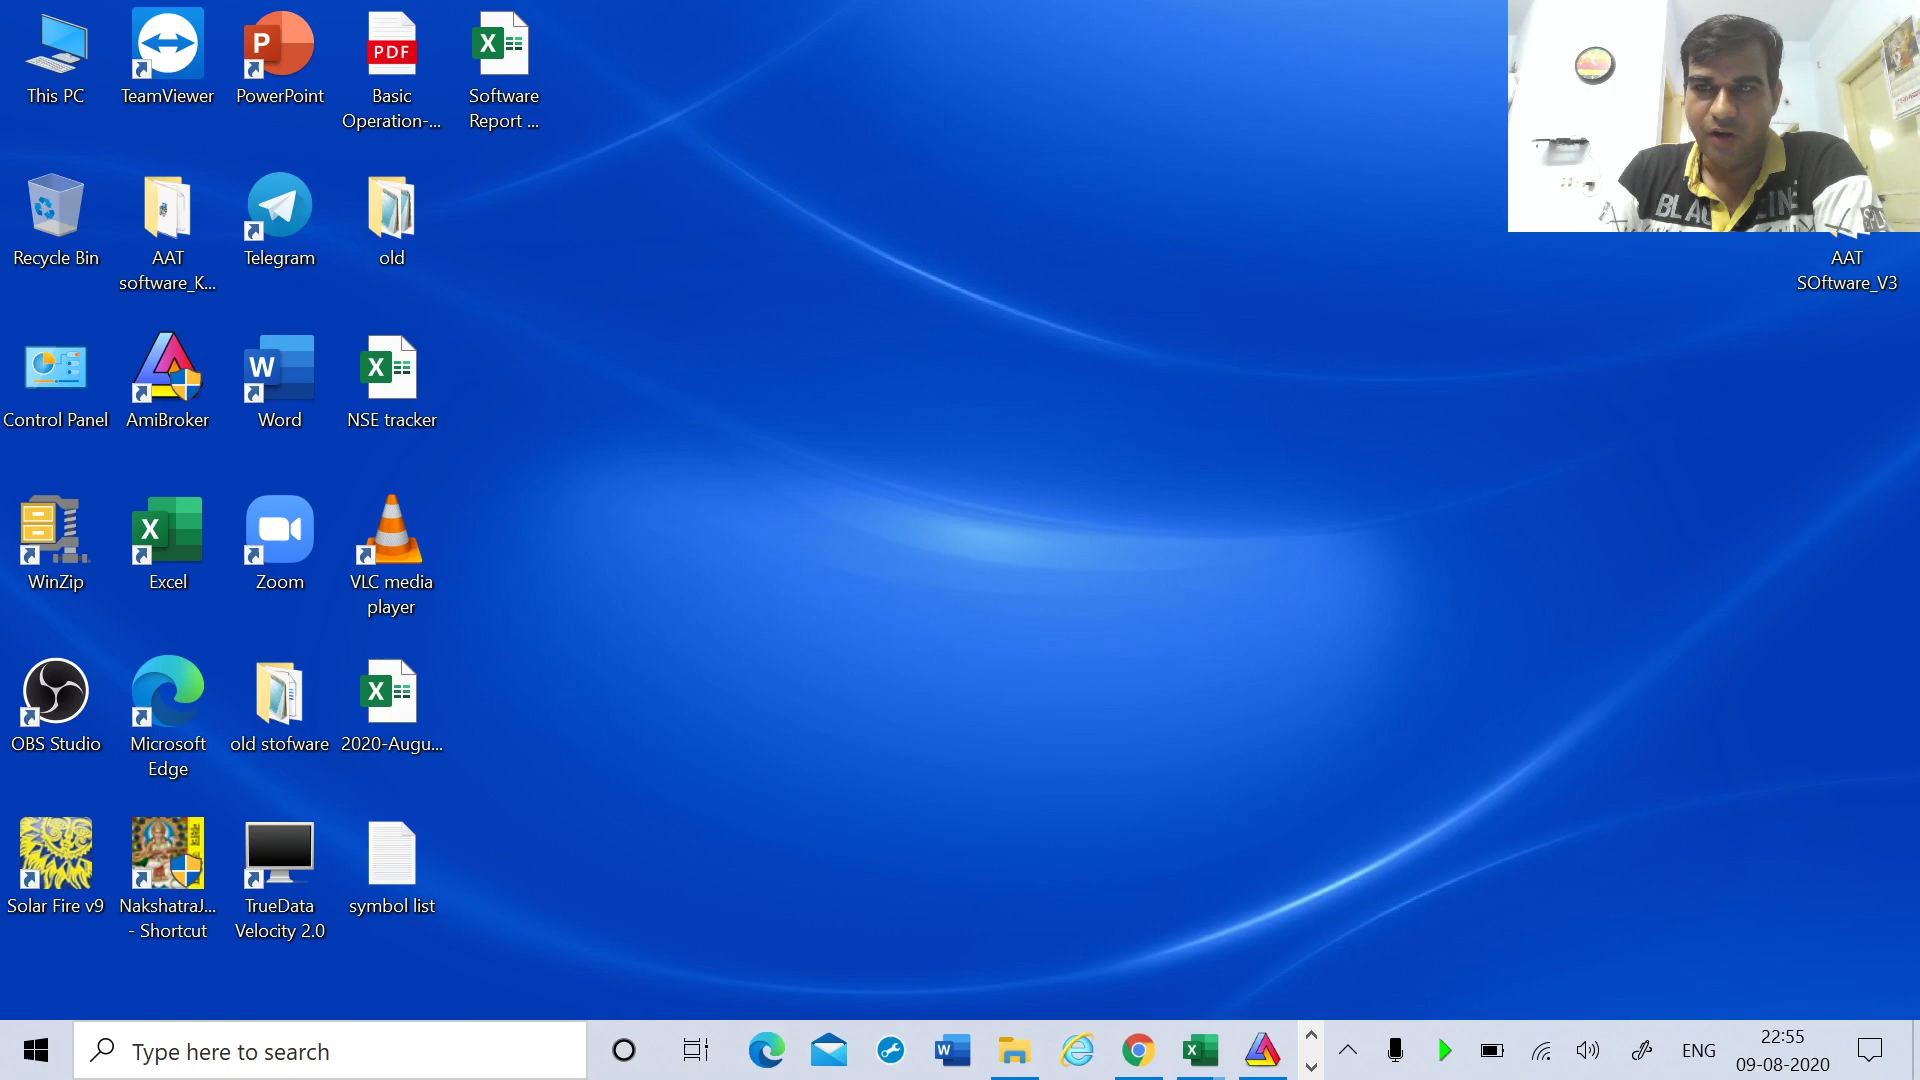 This PC
TeamViewer
PowerPoint
Basic
Operation-...
Software
Report ...
Recycle Bin
AAT
software_K...
Telegram
old
AAT
SOftware_V3
Control Panel
AmiBroker
Word
NSE tracker
WinZip
Excel
Zoom
VLC media
player
OBS Studio
Microsoft
Edge
old stofware
2020-Augu...
Solar Fire v9
NakshatraJ...
- Shortcut
TrueData
Velocity 2.0
symbol list
P
PDF
X
X
W
X
X
Type here to search
W
X
ENG
22:55
09-08-2020